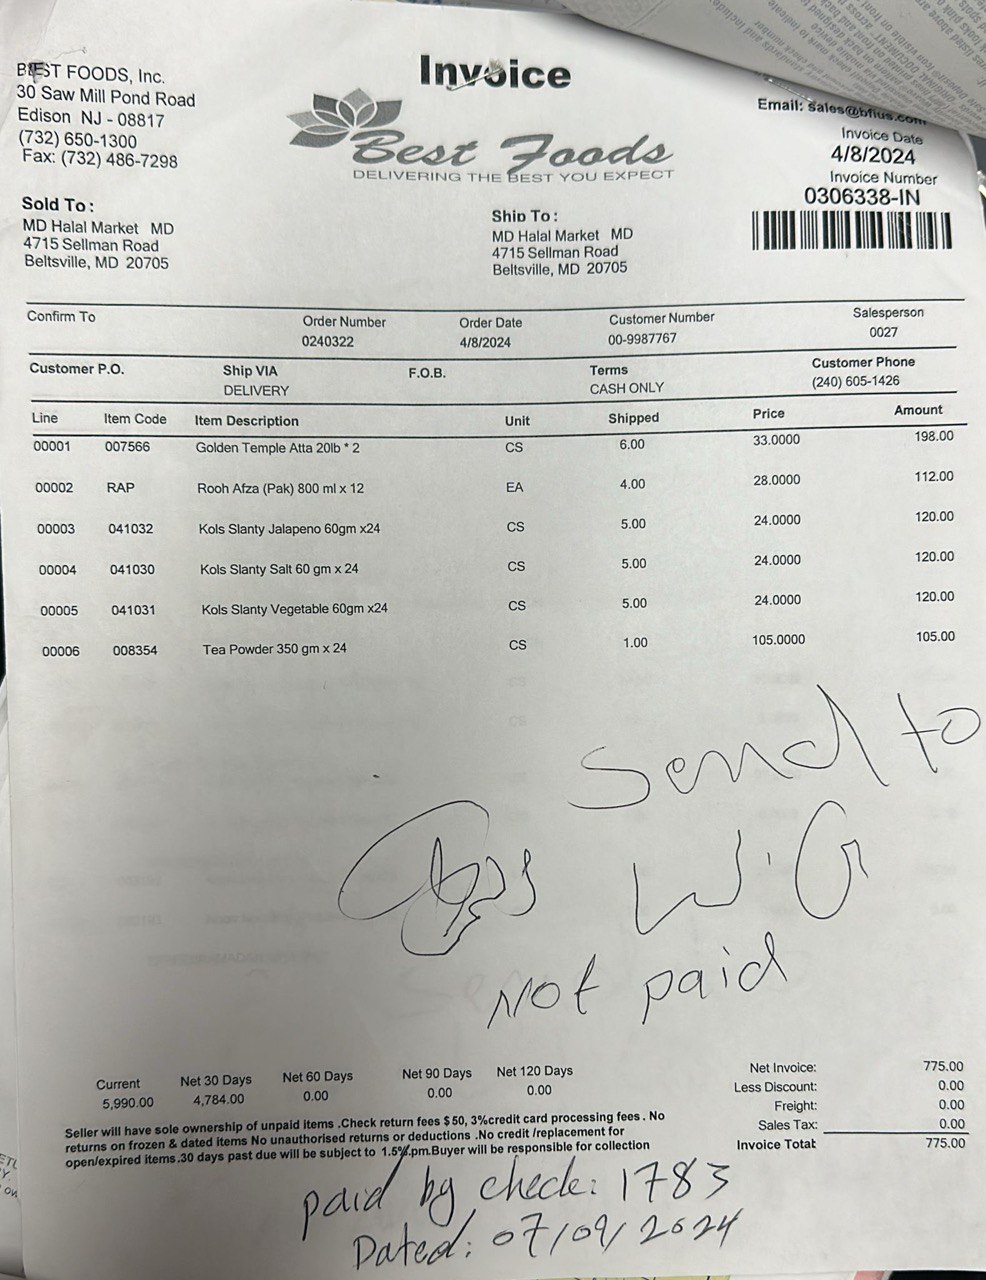 Invoice
BEST FOODS, Inc.
30 Saw Mill Pond Road
Edison NJ - 08817
(732) 650-1300
Fax: (732) 486-7298
Best Foods
DELIVERING THE BEST YOU EXPECT
Email: sales@bfius.com
Invoice Date
4/8/2024
Invoice Number
0306338-IN
Sold To:
MD Halal Market MD
4715 Sellman Road
Beltsville, MD 20705
Ship To:
MD Halal Market MD
4715 Sellman Road
Beltsville, MD 20705
Confirm To Order Number Order Date Customer Number Salesperson
0240322 4/8/2024 00-9987767 0027
Customer P.O. Ship VIA F.O.B. Terms Customer Phone
DELIVERY CASH ONLY (240) 605-1426
Line Item Code Item Description Unit Shipped Price Amount
00001 007566 Golden Temple Atta 20lb * 2 CS 6.00 33.0000 198.00
00002 RAP Rooh Afza (Pak) 800 ml x 12 EA 4.00 28.0000 112.00
00003 041032 Kols Slanty Jalapeno 60gm x24 CS 5.00 24.0000 120.00
00004 041030 Kols Slanty Salt 60 gm x 24 CS 5.00 24.0000 120.00
00005 041031 Kols Slanty Vegetable 60gm x24 CS 5.00 24.0000 120.00
00006 008354 Tea Powder 350 gm x 24 CS 1.00 105.0000 105.00
Send to
W.G
Not paid
Current Net 30 Days Net 60 Days Net 90 Days Net 120 Days
5,990.00 4,784.00 0.00 0.00 0.00
Net Invoice: 775.00
Less Discount: 0.00
Freight: 0.00
Sales Tax: 0.00
Invoice Total 775.00
Seller will have sole ownership of unpaid items .Check return fees $ 50, 3%credit card processing fees . No
returns on frozen & dated items No unauthorised returns or deductions .No credit /replacement for
open/expired items.30 days past due will be subject to 1.5%.pm.Buyer will be responsible for collection
paid by check: 1783
Dated: 07/09/2024